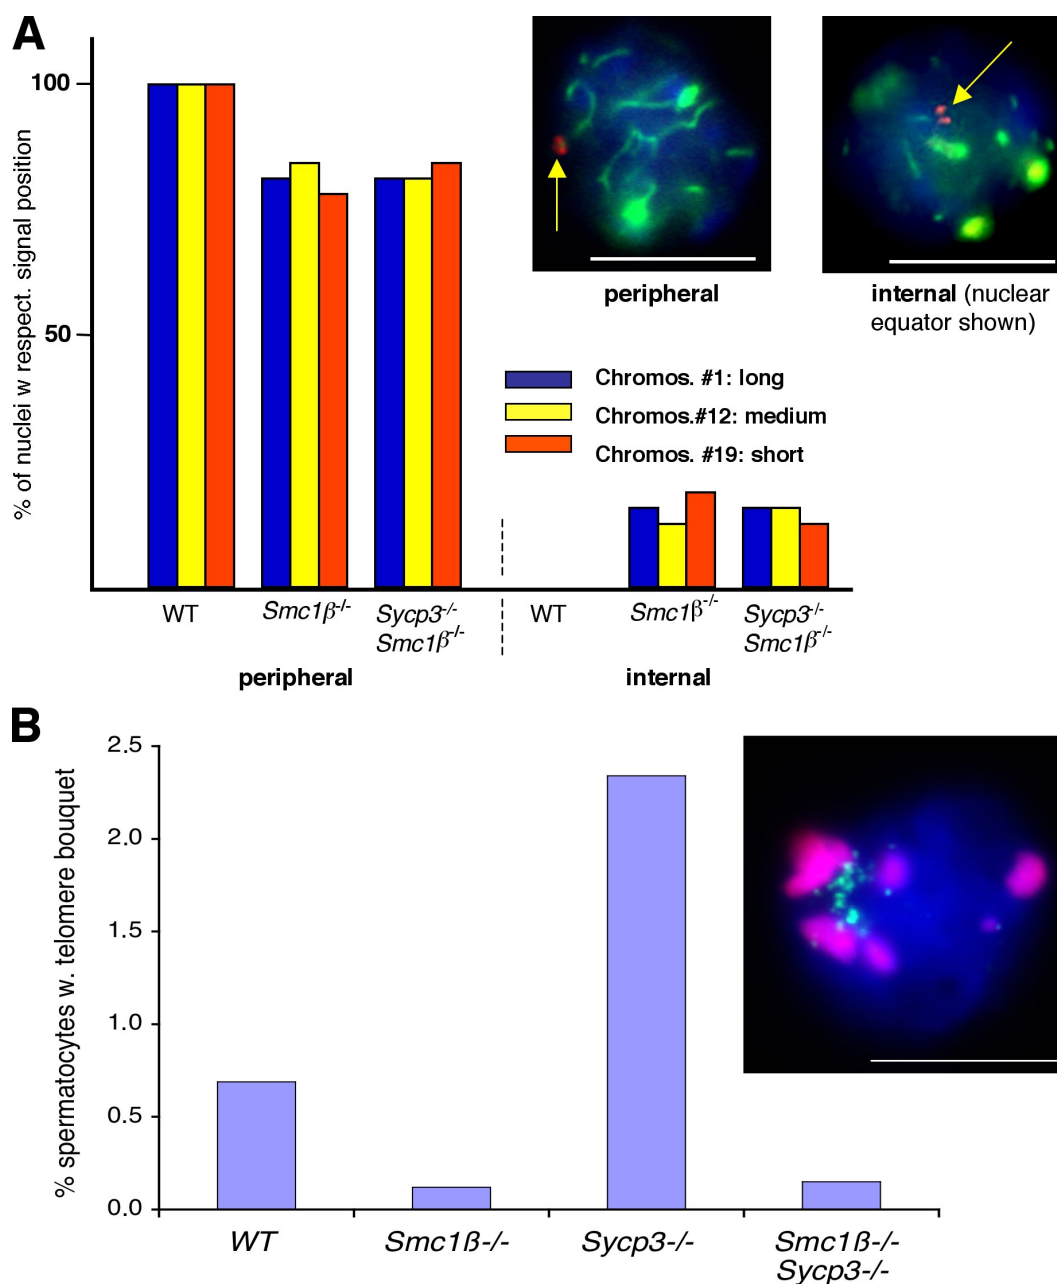 A
% of nuclei w respect. signal position
100
50
peripheral
internal (nuclear
equator shown)
Chromos. #1: long
Chromos.#12: medium
Chromos. #19: short
WT
Smc1β-/-
Sycp3-/-
Smc1β-/-
WT
Smc1β-/-
Sycp3-/-
Smc1β-/-
peripheral
internal
B
% spermatocytes w. telomere bouquet
2.5
2.0
1.5
1.0
0.5
0.0
WT
Smc1ß-/-
Sycp3-/-
Smc1ß-/-
Sycp3-/-